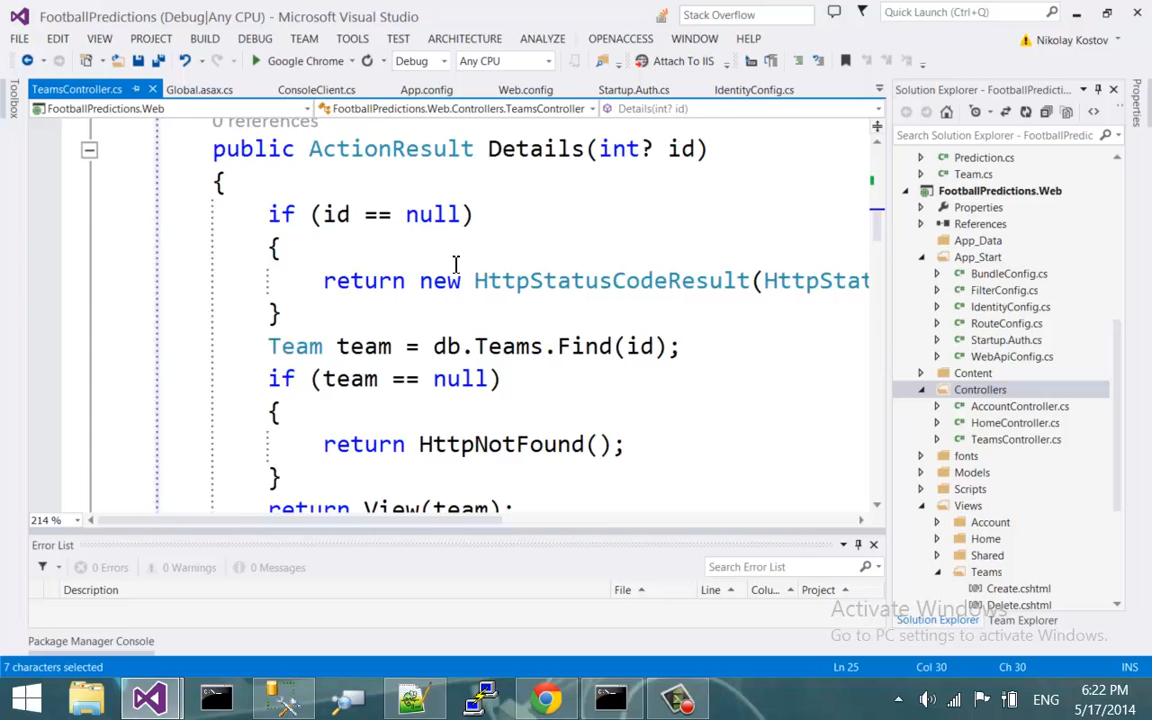 FootballPredictions (Debug|Any CPU) - Microsoft Visual Studio
Stack Overflow
Quick Launch (Ctrl+Q)
FILE EDIT VIEW PROJECT BUILD DEBUG TEAM TOOLS TEST ARCHITECTURE ANALYZE OPENACCESS WINDOW HELP
Nikolay Kostov
Google Chrome Debug Any CPU Attach To IIS
Toolbox
TeamsController.cs Global.asax.cs ConsoleClient.cs App.config Web.config Startup.Auth.cs IdentityConfig.cs
FootballPredictions.Web FootballPredictions.Web.Controllers.TeamsController Details(int? id)
0 references
public ActionResult Details(int? id)
{
if (id == null)
{
return new HttpStatusCodeResult(HttpStat
}
Team team = db.Teams.Find(id);
if (team == null)
{
return HttpNotFound();
}
return View(team);
214 %
Error List
0 Errors 0 Warnings 0 Messages
Search Error List
Description File Line Colu... Project
Package Manager Console
Solution Explorer - FootballPredicti...
Properties
Search Solution Explorer - FootballPredic
Prediction.cs
Team.cs
FootballPredictions.Web
Properties
References
App_Data
App_Start
BundleConfig.cs
FilterConfig.cs
IdentityConfig.cs
RouteConfig.cs
Startup.Auth.cs
WebApiConfig.cs
Content
Controllers
AccountController.cs
HomeController.cs
TeamsController.cs
fonts
Models
Scripts
Views
Account
Home
Shared
Teams
Create.cshtml
Delete.cshtml
Activate Windows
Solution Explorer Team Explorer
Go to PC settings to activate Windows.
7 characters selected Ln 25 Col 30 Ch 30 INS
ENG
6:22 PM
5/17/2014